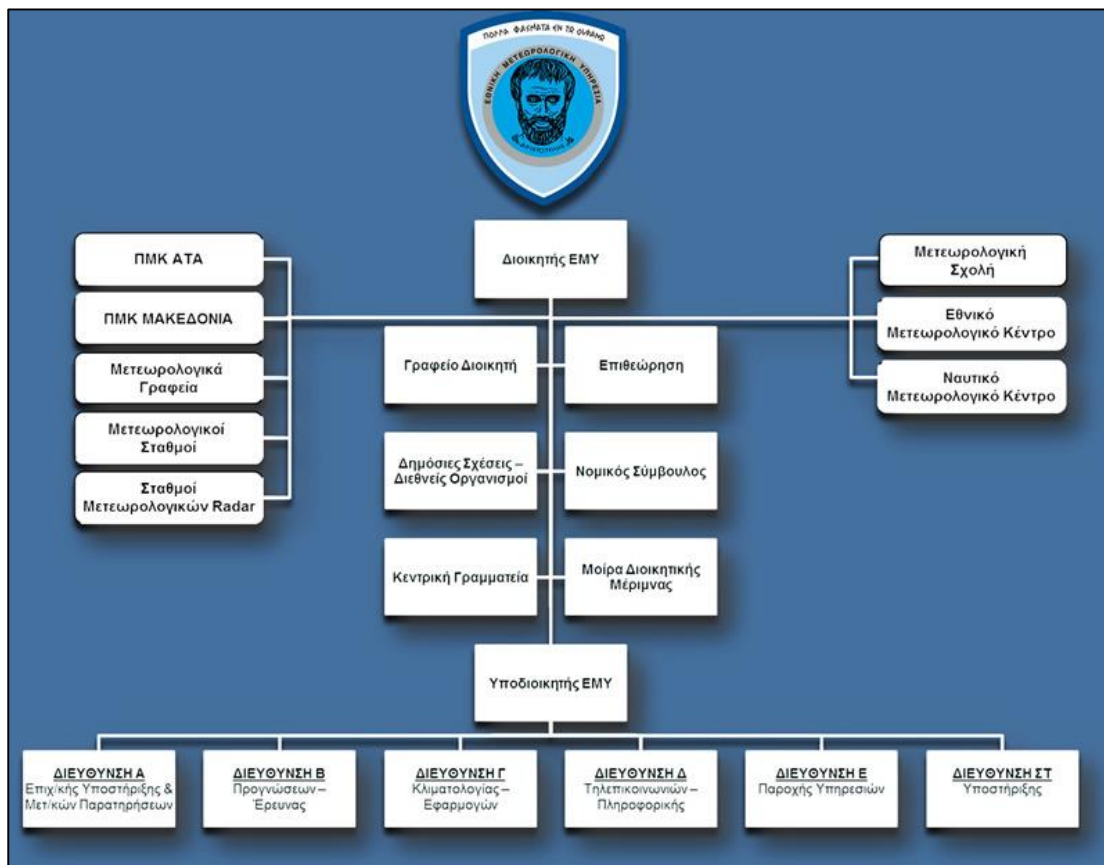 ΠΟΛΛΑ ΦΑΣΜΑΤΑ ΕΝ ΤΩ ΟΥΡΑΝΩ
ΕΘΝΙΚΗ ΜΕΤΕΩΡΟΛΟΓΙΚΗ ΥΠΗΡΕΣΙΑ
ΑΡΙΣΤΟΤΕΛΗΣ
Διοικητής ΕΜΥ
ΠΜΚ ΑΤΑ
ΠΜΚ ΜΑΚΕΔΟΝΙΑ
Μετεωρολογικά
Γραφεία
Μετεωρολογικοί
Σταθμοί
Σταθμοί
Μετεωρολογικών Radar
Μετεωρολογική
Σχολή
Εθνικό
Μετεωρολογικό Κέντρο
Ναυτικό
Μετεωρολογικό Κέντρο
Γραφείο Διοικητή
Επιθεώρηση
Δημόσιες Σχέσεις –
Διεθνείς Οργανισμοί
Νομικός Σύμβουλος
Κεντρική Γραμματεία
Μοίρα Διοικητικής
Μέριμνας
Υποδιοικητής ΕΜΥ
ΔΙΕΥΘΥΝΣΗ Α
Επιχ/κής Υποστήριξης &
Μετ/κών Παρατηρήσεων
ΔΙΕΥΘΥΝΣΗ Β
Προγνώσεων –
Έρευνας
ΔΙΕΥΘΥΝΣΗ Γ
Κλιματολογίας –
Εφαρμογών
ΔΙΕΥΘΥΝΣΗ Δ
Τηλεπικοινωνιών –
Πληροφορικής
ΔΙΕΥΘΥΝΣΗ Ε
Παροχής Υπηρεσιών
ΔΙΕΥΘΥΝΣΗ ΣΤ
Υποστήριξης